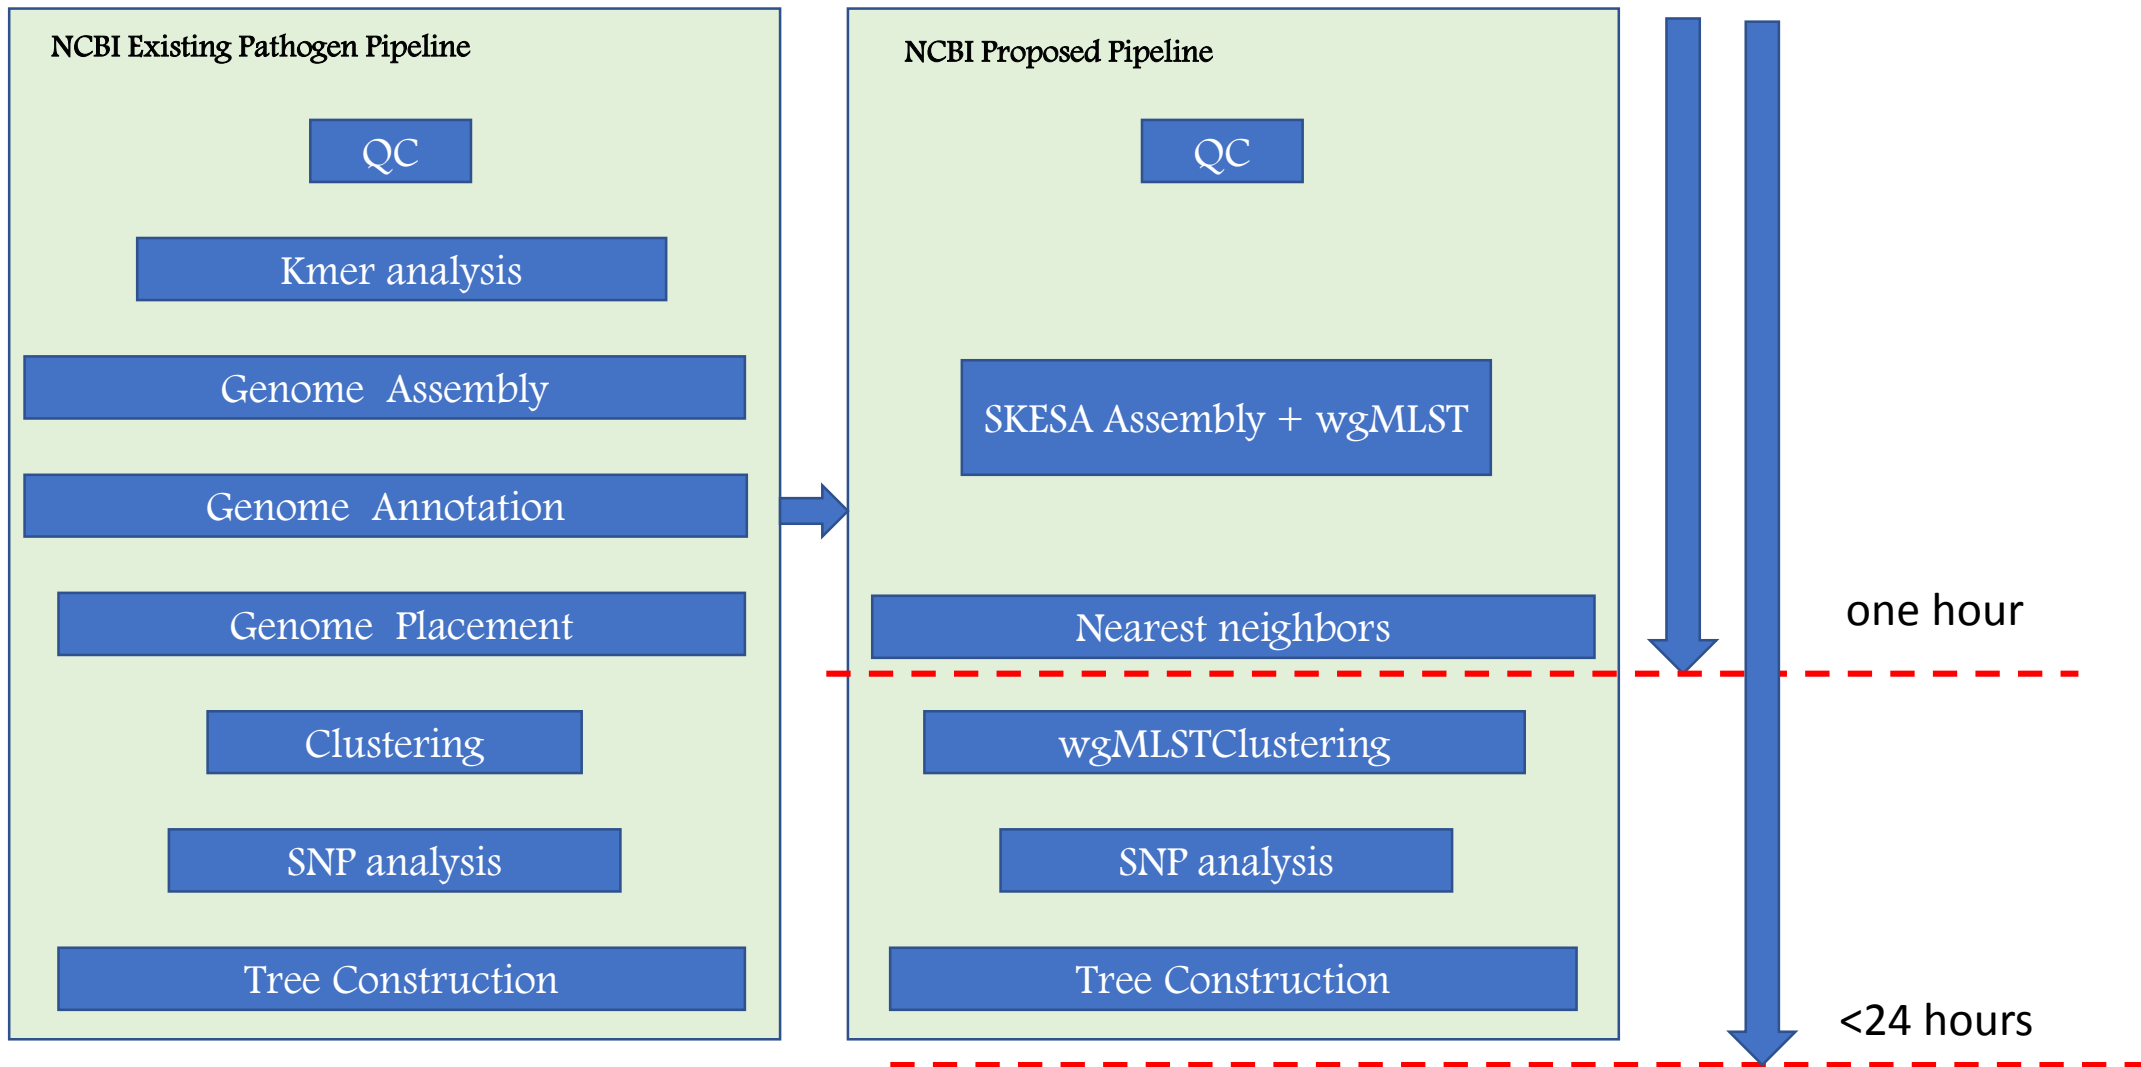 NCBI Existing Pathogen Pipeline
QC
Kmer analysis
Genome Assembly
Genome Annotation
Genome Placement
Clustering
SNP analysis
Tree Construction
NCBI Proposed Pipeline
QC
SKESA Assembly + wgMLST
Nearest neighbors
wgMLSTClustering
SNP analysis
Tree Construction
one hour
<24 hours